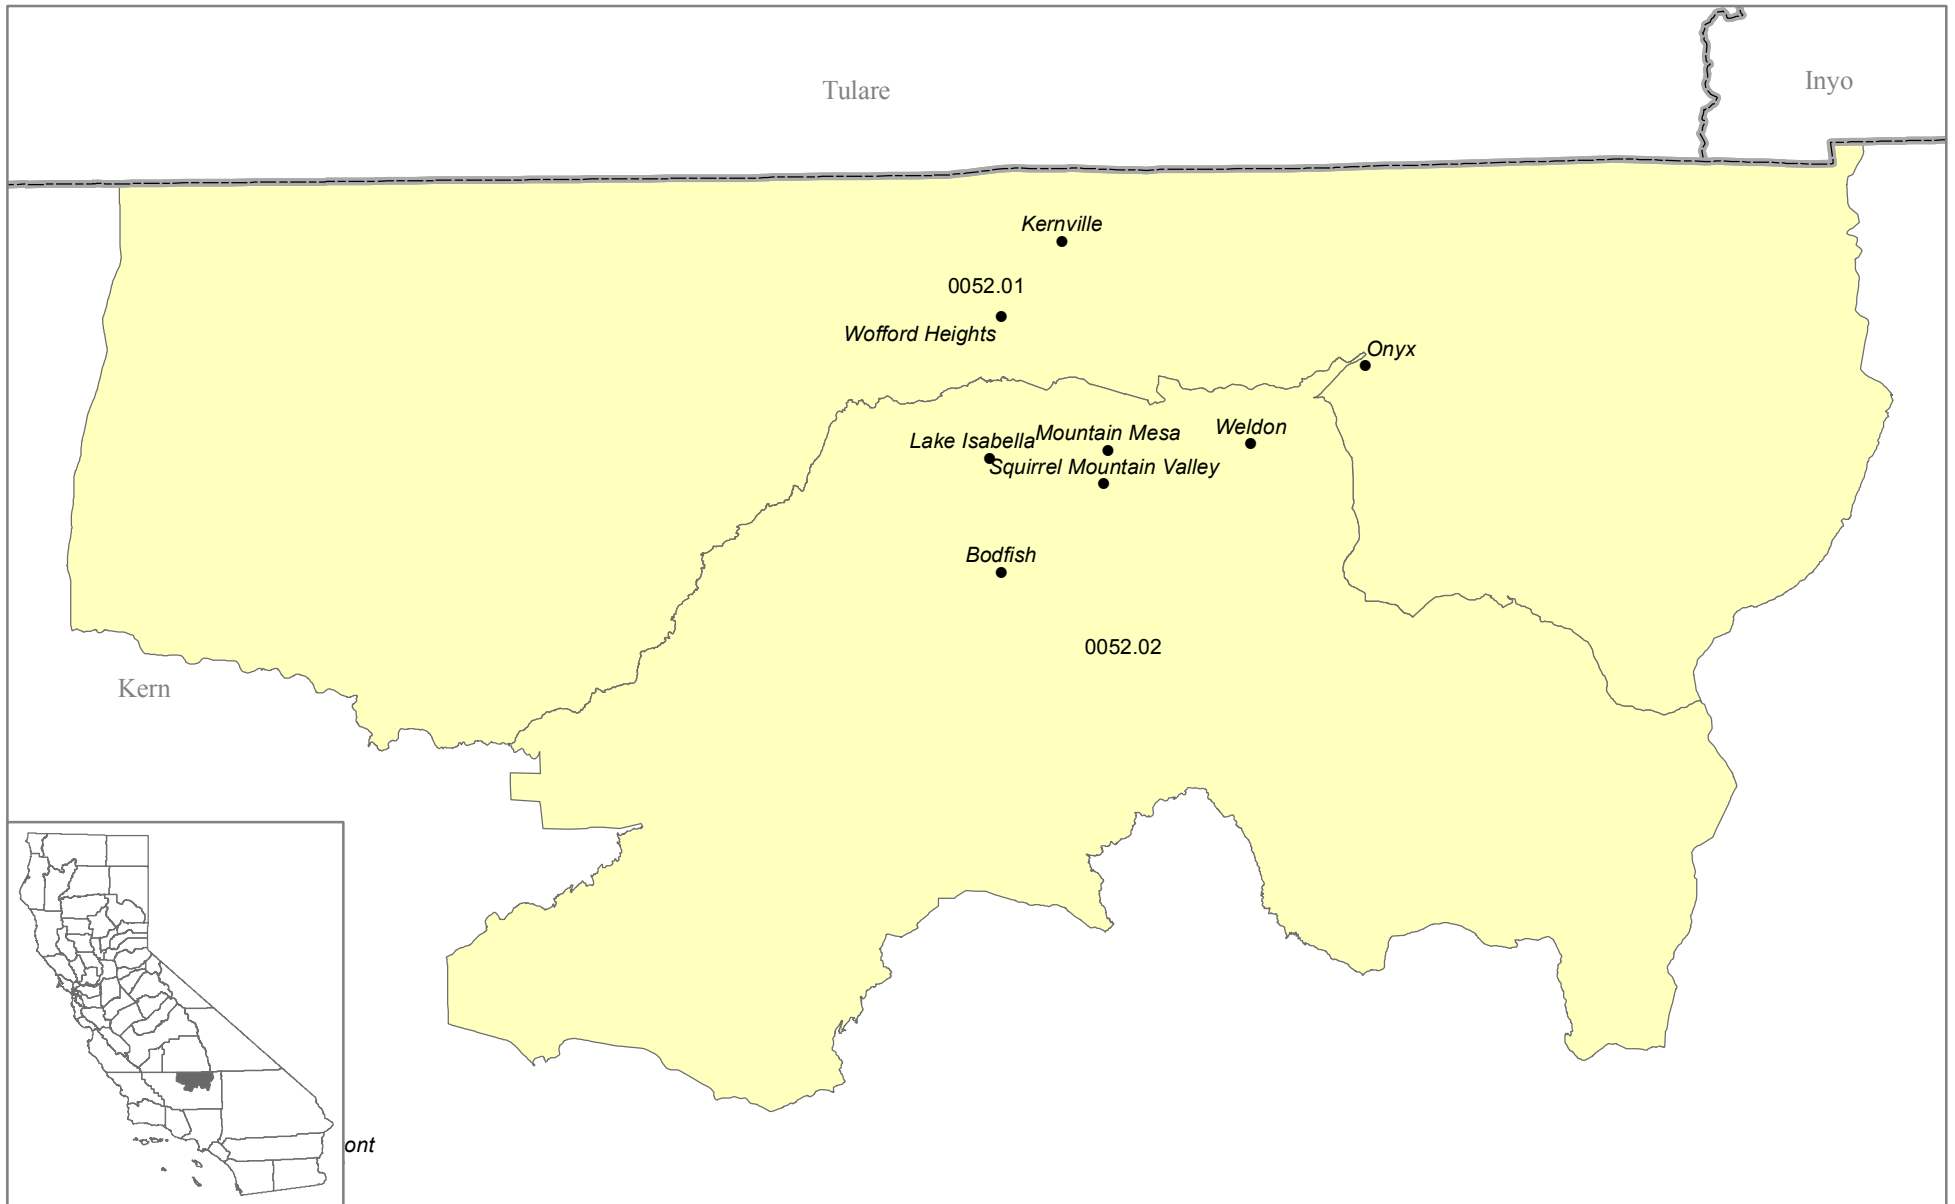 Tulare
Inyo
Kernville
0052.01
Wofford Heights
Onyx
Weldon
Mountain Mesa
Lake Isabella
Squirrel Mountain Valley
Bodfish
0052.02
Kern
ont